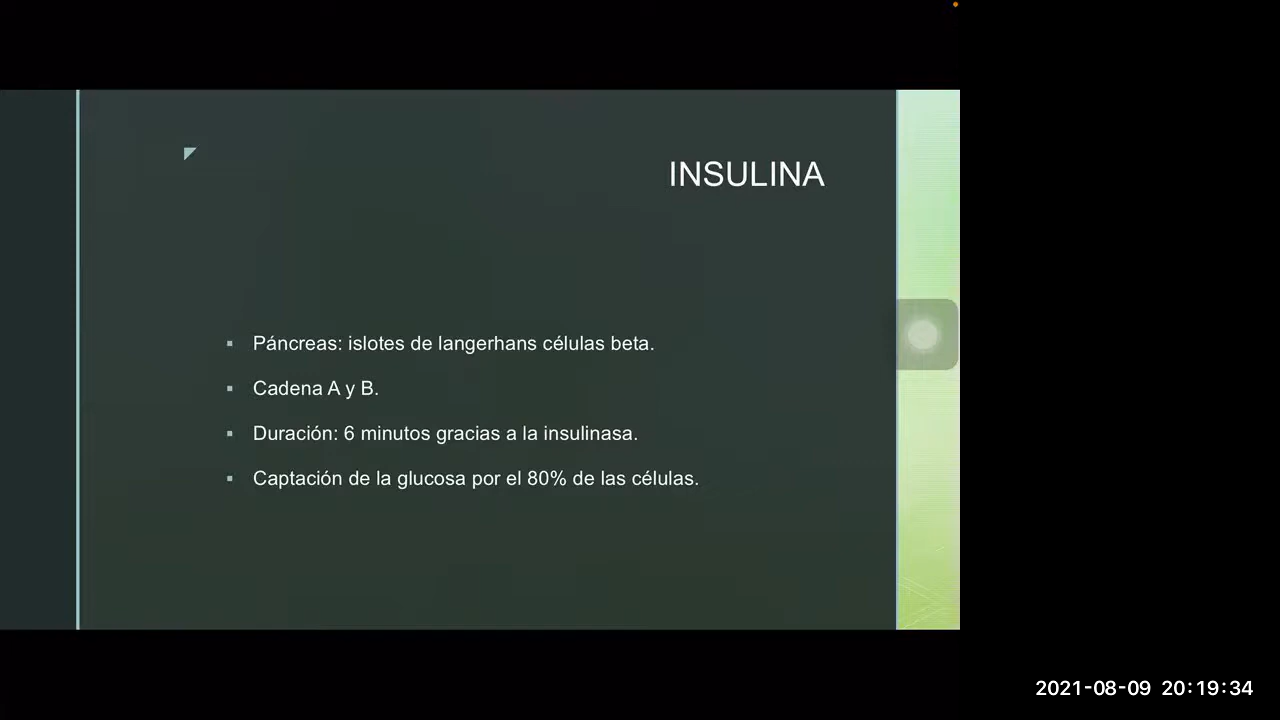 INSULINA
Páncreas: islotes de langerhans células beta.
Cadena A y B.
Duración: 6 minutos gracias a la insulinasa.
Captación de la glucosa por el 80% de las células.
2021-08-09 20:19:34